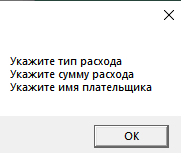 Укажите тип расхода
Укажите сумму расхода
Укажите имя плательщика
OK